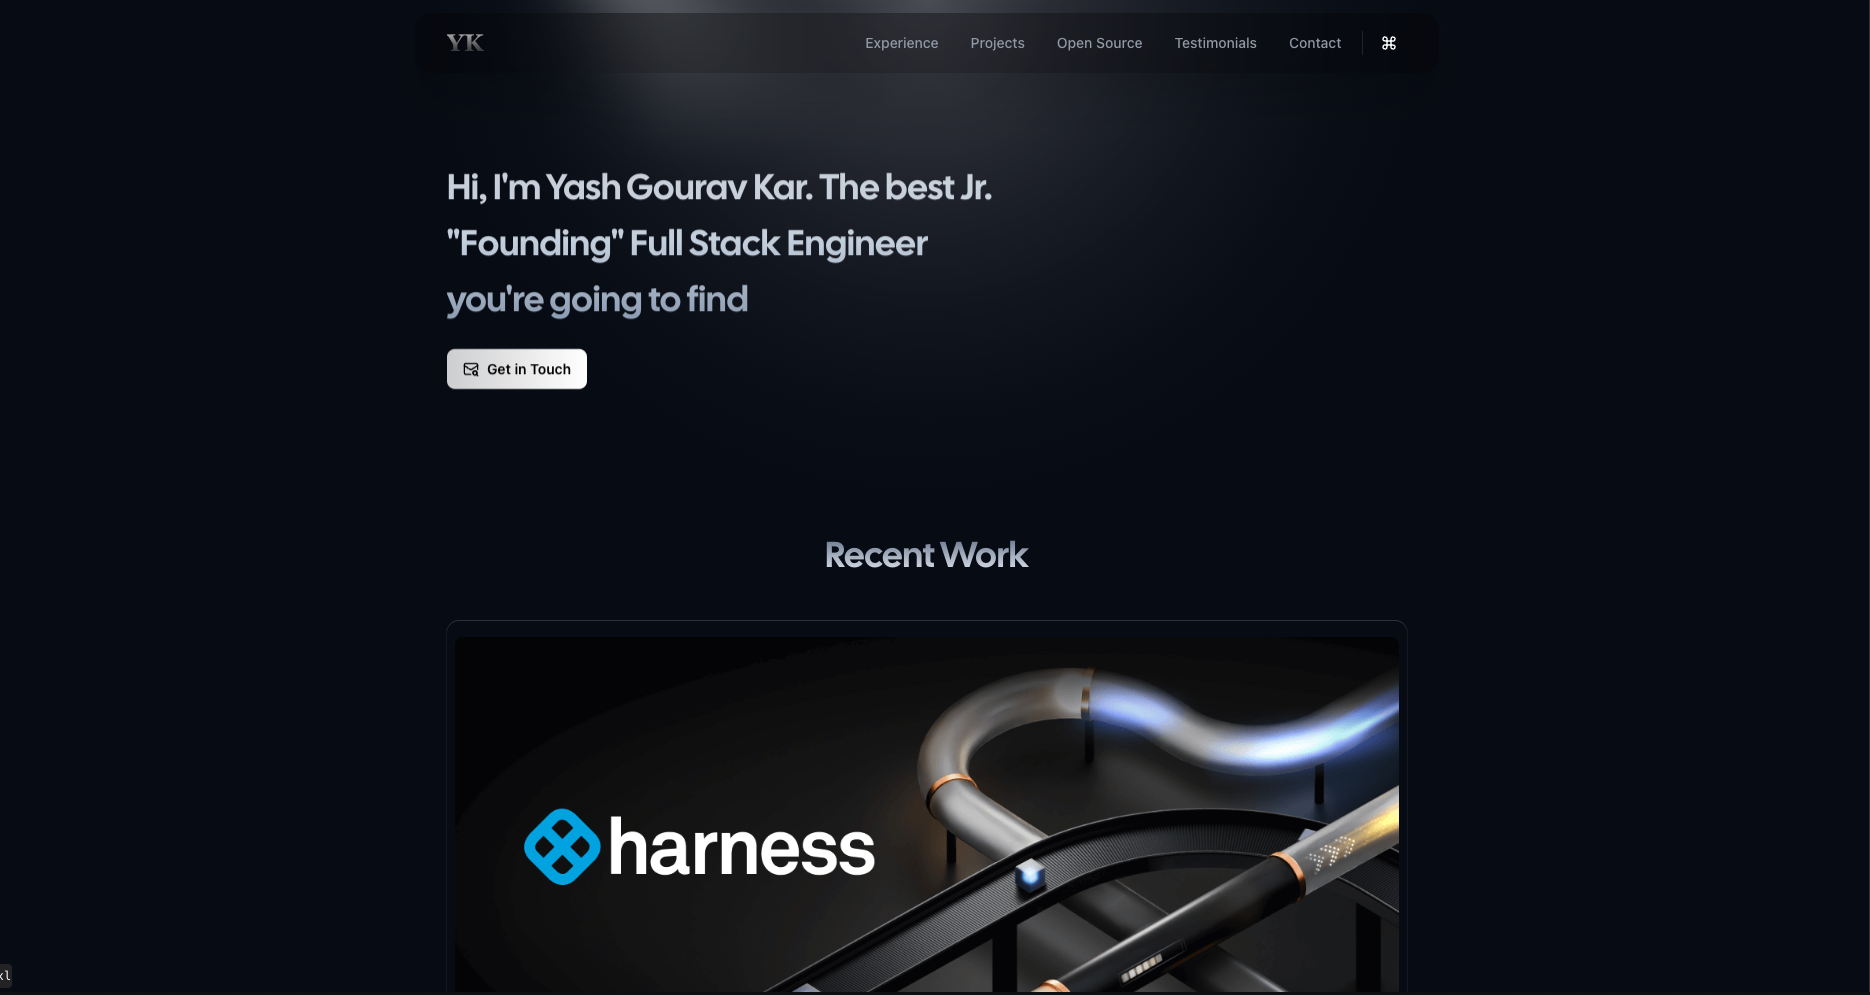 YK
Experience Projects Open Source Testimonials Contact ⌘
Hi, I'm Yash Gourav Kar. The best Jr.
"Founding" Full Stack Engineer
you're going to find
Get in Touch
Recent Work
harness
xl